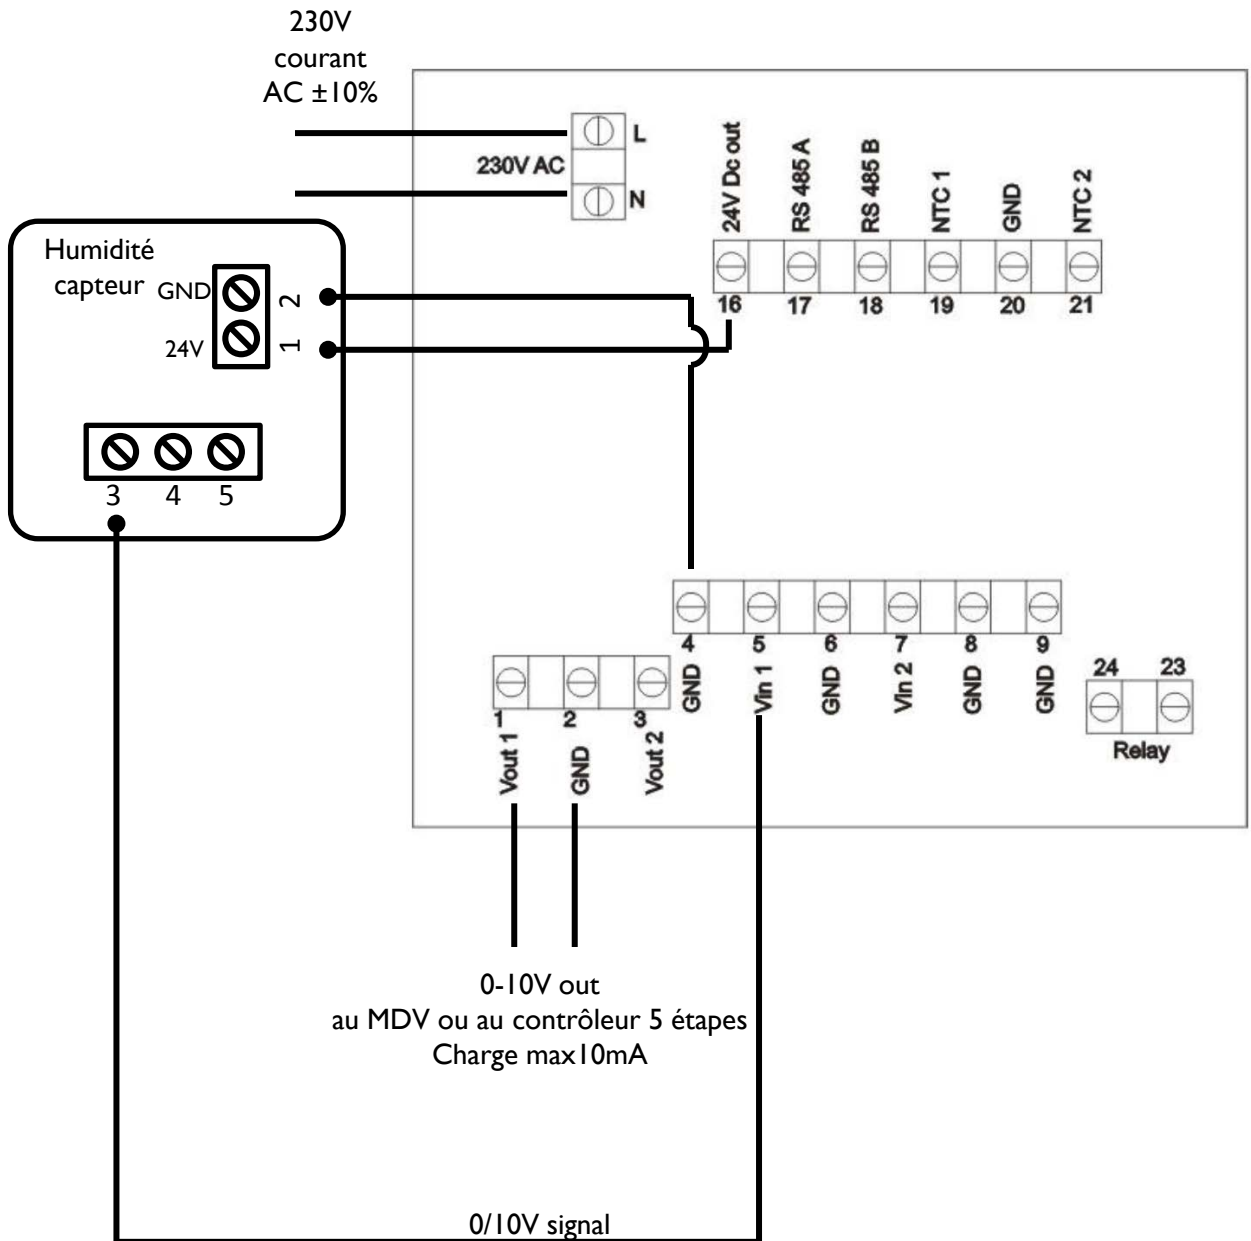 230V
courant
AC ±10%
L
230V AC
N
24V Dc out
RS 485 A
RS 485 B
NTC 1
GND
NTC 2
16 17 18 19 20 21
Humidité
capteur
GND
2
24V
1
3 4 5
4 5 6 7 8 9
GND
Vin 1
GND
VIn 2
GND
GND
1 2 3
Vout 1
GND
Vout 2
24 23
Relay
0-10V out
au MDV ou au contrôleur 5 étapes
Charge max10mA
0/10V signal